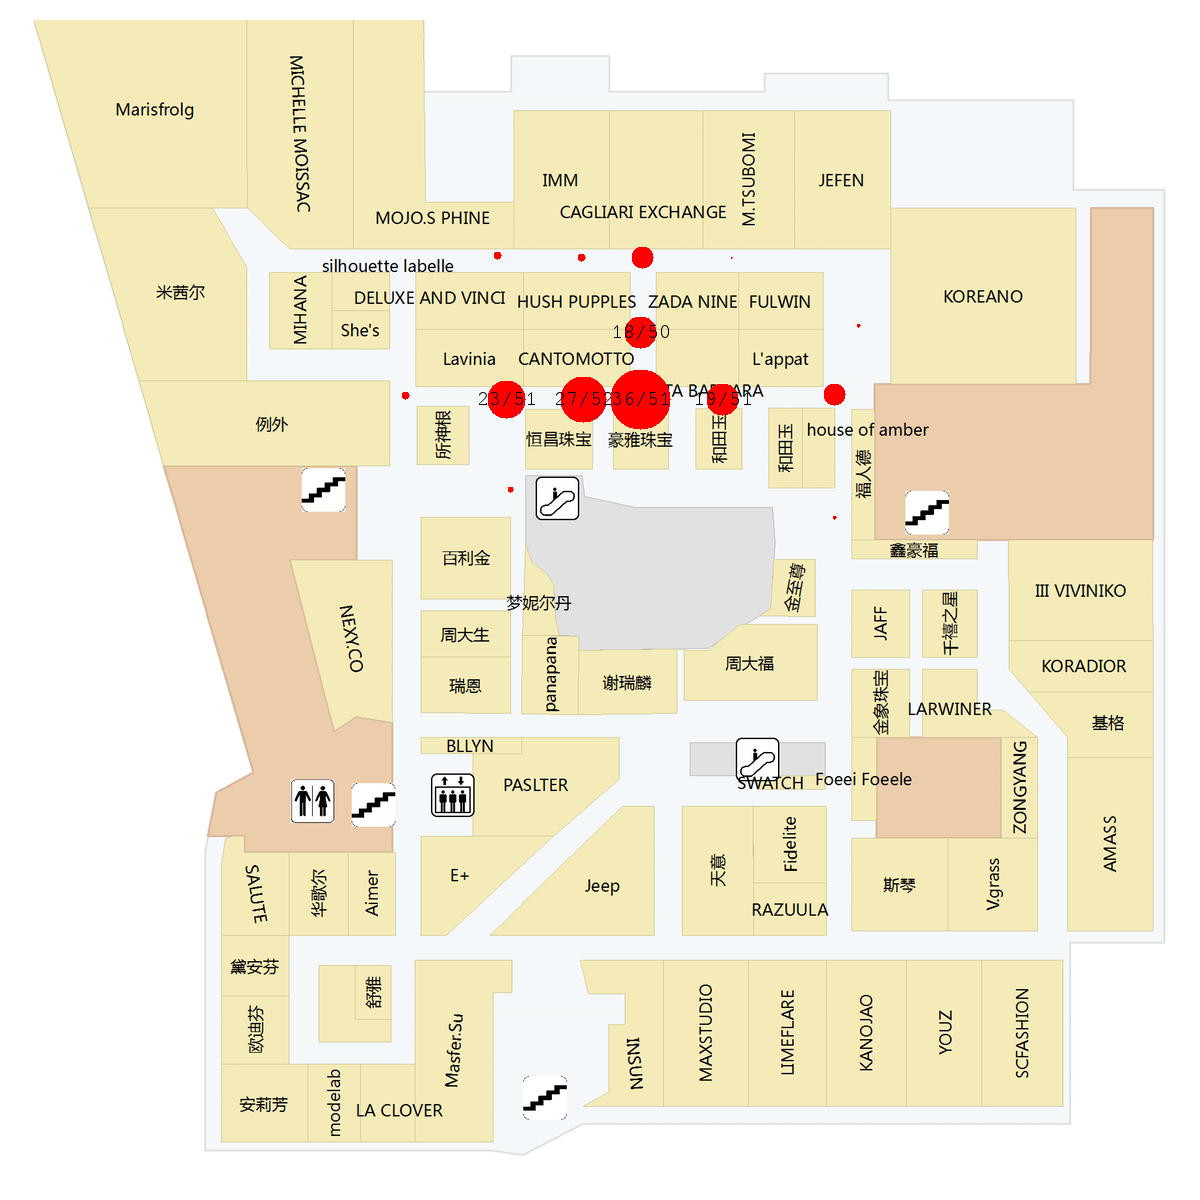 Marisfrolg
MICHELLE MOISSAC
MOJO.S PHINE
IMM
CAGLIARI EXCHANGE
M.TSUBOMI
JEFEN
米茜尔
silhouette labelle
MIHANA
DELUXE AND VINCI
She's
HUSH PUPPLES
ZADA NINE
FULWIN
KOREANO
18/50
Lavinia
CANTOMOTTO
L'appat
23/51
27/52
36/51
19/51
例外
所神根
恒昌珠宝
豪雅珠宝
和田玉
和田玉
house of amber
福人德
鑫豪福
百利金
梦妮尔丹
金至尊
NEXY.CO
周大生
瑞恩
panapana
谢瑞麟
周大福
JAFF
千禧之星
III VIVINIKO
KORADIOR
金象珠宝
LARWINER
基格
BLLYN
PASLTER
SWATCH
Foeei Foeele
ZONGYANG
AMASS
SALUTE
华歌尔
Aimer
E+
Jeep
天意
Fidelite
RAZUULA
斯琴
V.grass
黛安芬
欧迪芬
舒雅
安莉芳
modelab
LA CLOVER
Masfer.Su
INSUN
MAXSTUDIO
LIMEFLARE
KANOJAO
YOUZ
SCFASHION